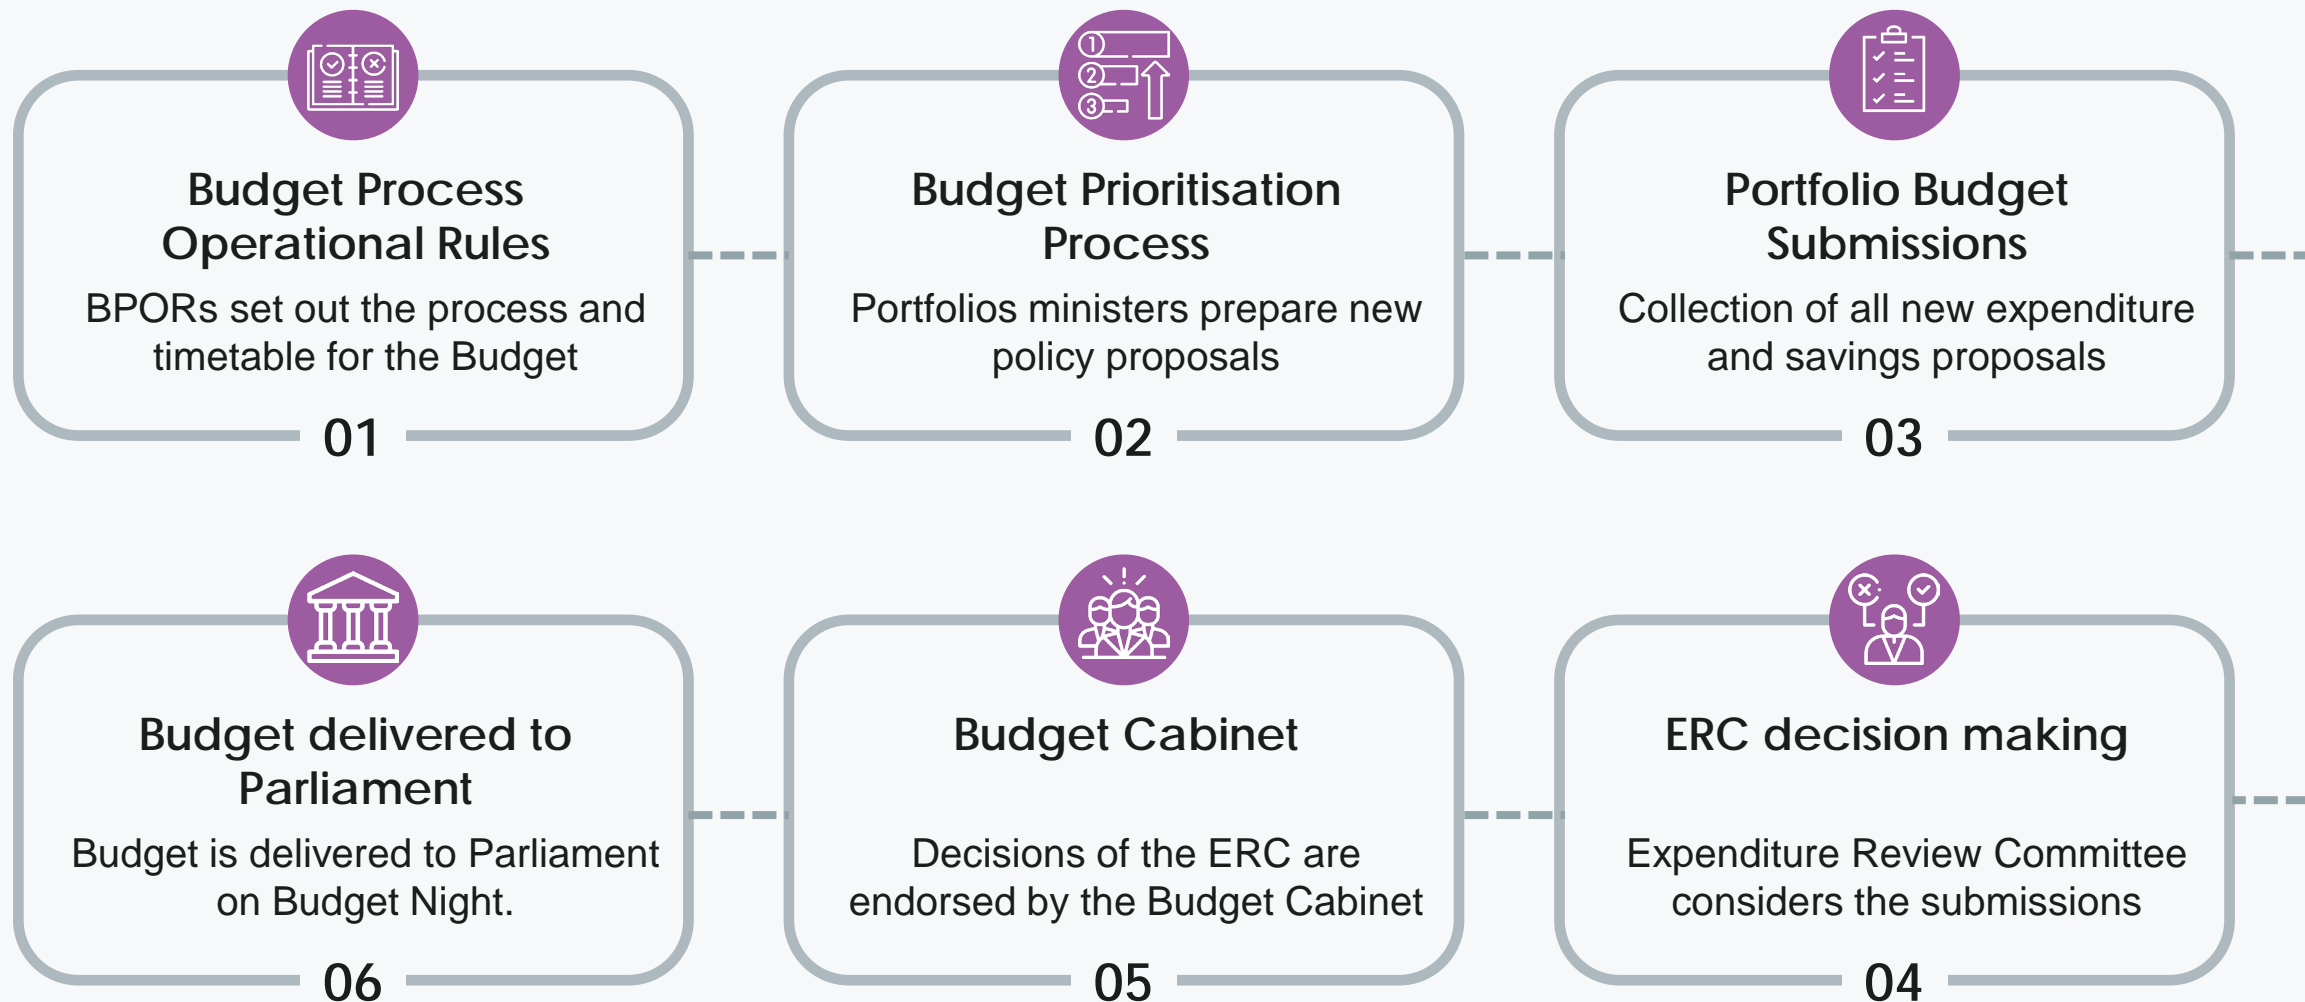 Budget Process
Operational Rules
BPORs set out the process and
timetable for the Budget
01
Budget Prioritisation
Process
Portfolios ministers prepare new
policy proposals
02
Portfolio Budget
Submissions
Collection of all new expenditure
and savings proposals
03
ERC decision making
Expenditure Review Committee
considers the submissions
04
Budget Cabinet
Decisions of the ERC are
endorsed by the Budget Cabinet
05
Budget delivered to
Parliament
Budget is delivered to Parliament
on Budget Night.
06
1
2
3